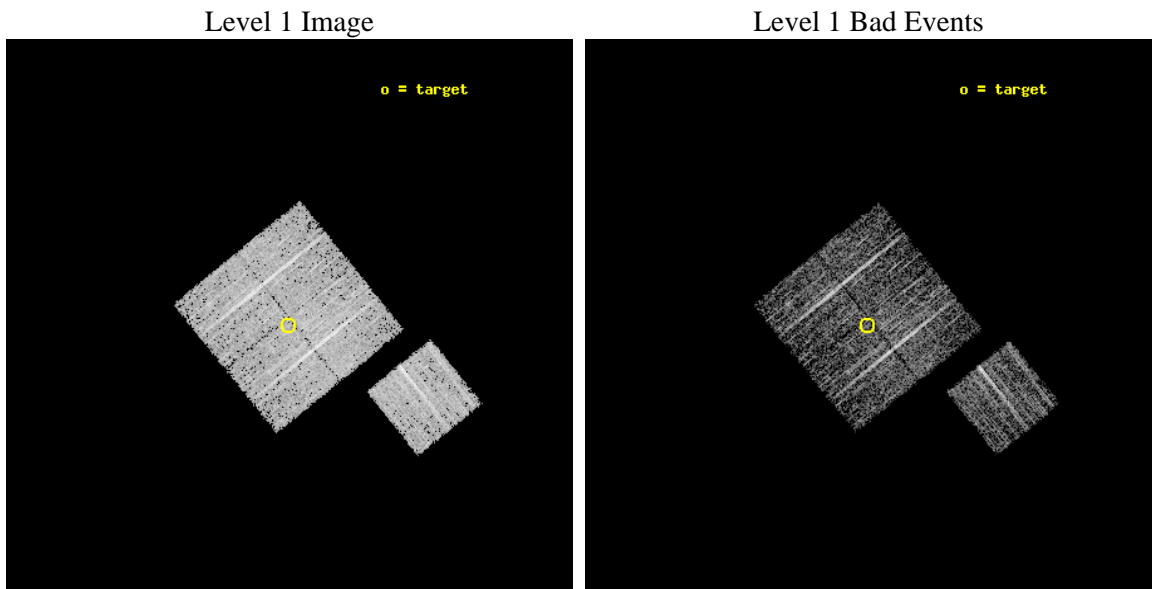 Level 1 Image
Level 1 Bad Events
o = target
o = target